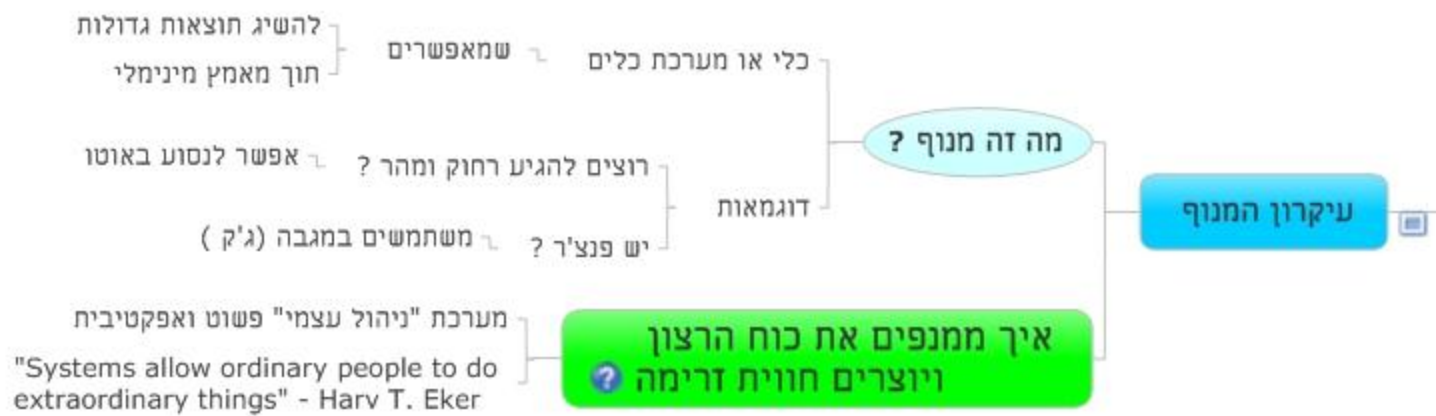 עיקרון המנוף
מה זה מנוף ?
כלי או מערכת כלים
שמאפשרים
להשיג תוצאות גדולות
תוך מאמץ מינימלי
דוגמאות
רוצים להגיע רחוק ומהר ?
אפשר לנסוע באוטו
יש פנצ'ר ?
משתמשים במגבה (ג'ק )
איך ממנפים את כוח הרצון
ויוצרים חווית זרימה
מערכת "ניהול עצמי" פשוט ואפקטיבית
"Systems allow ordinary people to do
extraordinary things" - Harv T. Eker